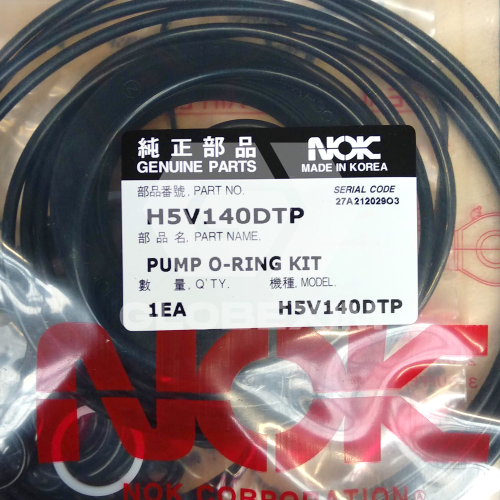 純正部品 NOK
GENUINE PARTS MADE IN KOREA
部品番號, PART NO. SERIAL CODE
H5V140DTP 27A212029O3
部 品 名, PART NAME.
PUMP O-RING KIT
數 量, Q'TY. 機種, MODEL.
1EA H5V140DTP
NOK
NOK CORPORATION®